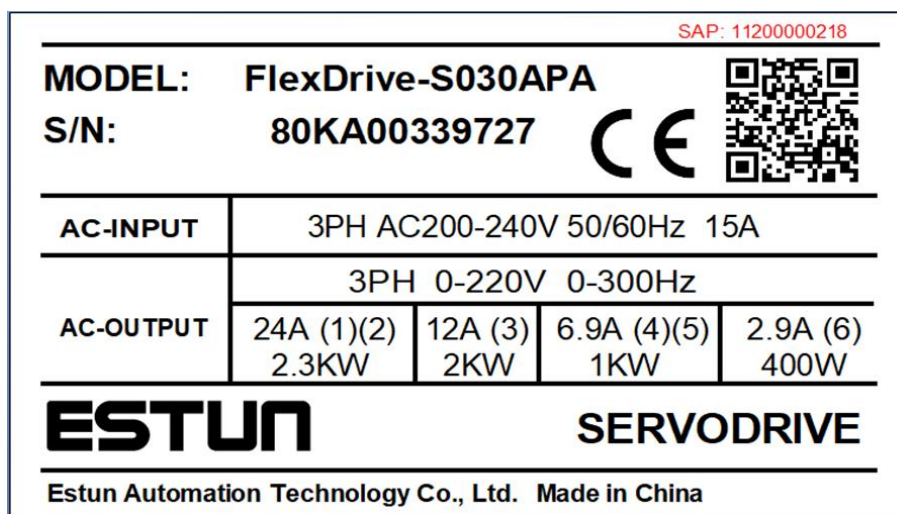 SAP: 11200000218
MODEL: FlexDrive-S030APA
S/N: 80KA00339727
CE
AC-INPUT 3PH AC200-240V 50/60Hz 15A
AC-OUTPUT 3PH 0-220V 0-300Hz
24A (1)(2) 12A (3) 6.9A (4)(5) 2.9A (6)
2.3KW 2KW 1KW 400W
ESTUN SERVODRIVE
Estun Automation Technology Co., Ltd. Made in China